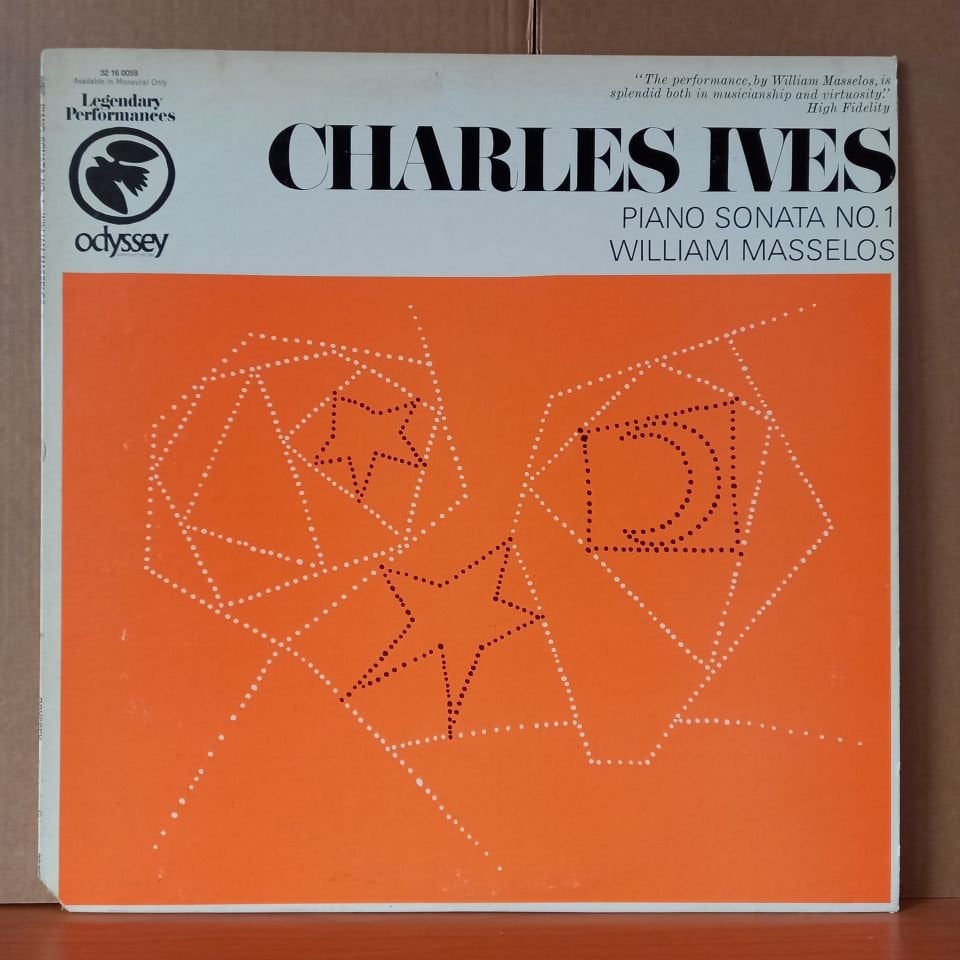 32 16 0059
Available in Monaural Only
Legendary
Performances
odyssey
“The performance, by William Masselos, is
splendid both in musicianship and virtuosity.”
High Fidelity
CHARLES IVES
PIANO SONATA NO. 1
WILLIAM MASSELOS